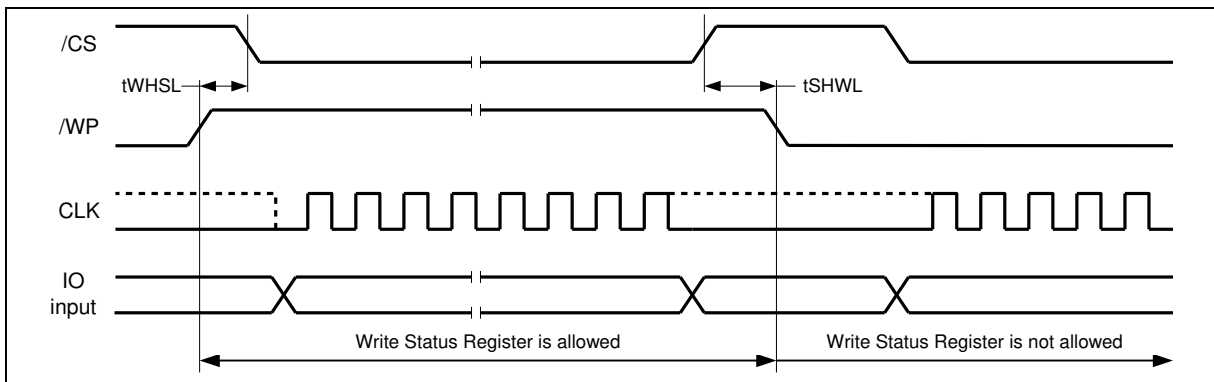 /CS
tWHSL
tSHWL
/WP
CLK
IO
input
Write Status Register is allowed
Write Status Register is not allowed